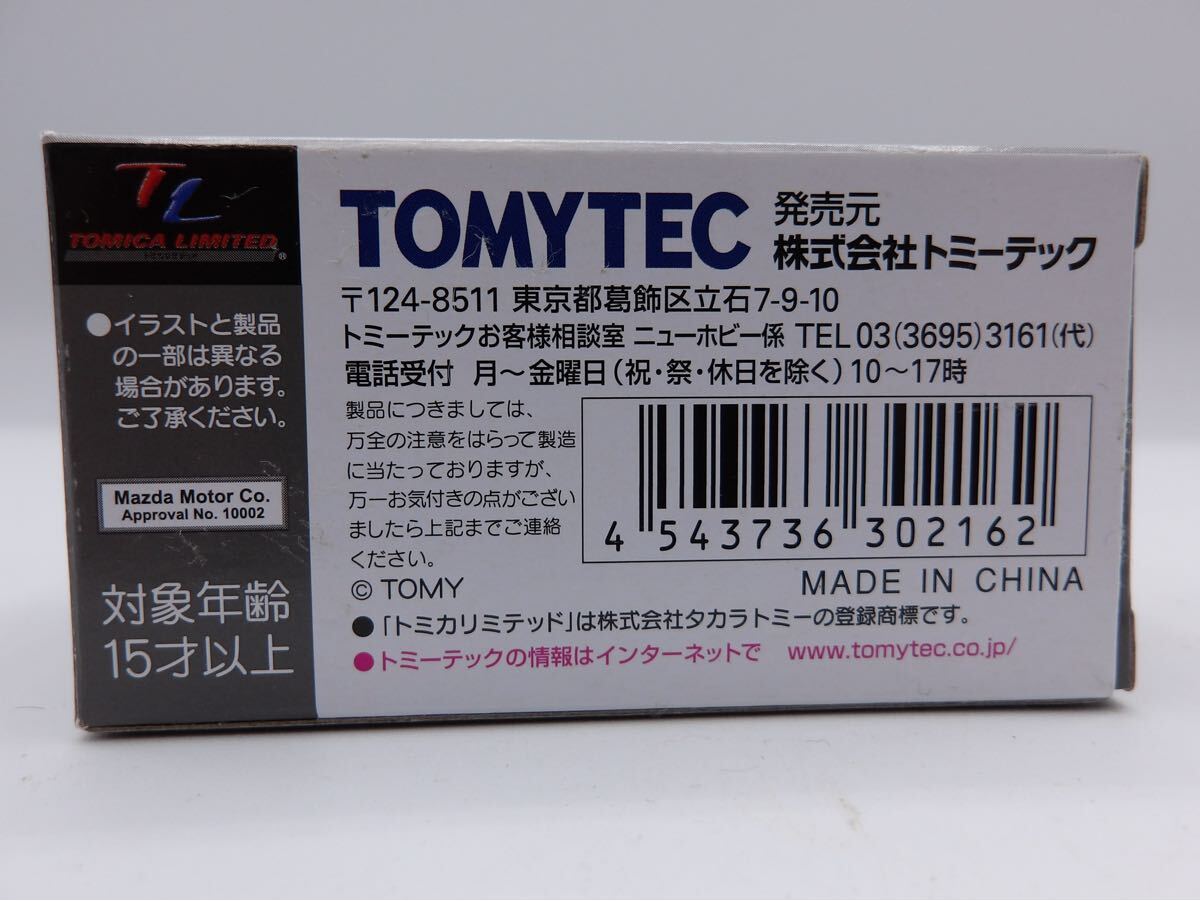 TL
TOMICA LIMITED
®
●イラストと製品
の一部は異なる
場合があります。
ご了承ください。
Mazda Motor Co.
Approval No. 10002
対象年齢
15才以上
TOMYTEC
発売元
株式会社トミーテック
〒124-8511 東京都葛飾区立石7-9-10
トミーテックお客様相談室 ニューホビー係 TEL 03(3695)3161(代)
電話受付 月～金曜日(祝・祭・休日を除く)10～17時
製品につきましては、
万全の注意をはらって製造
に当たっておりますが、
万一お気付きの点がござい
ましたら上記までご連絡
ください。
4 543736 302162
© TOMY
MADE IN CHINA
●「トミカリミテッド」は株式会社タカラトミーの登録商標です。
●トミーテックの情報はインターネットで www.tomytec.co.jp/